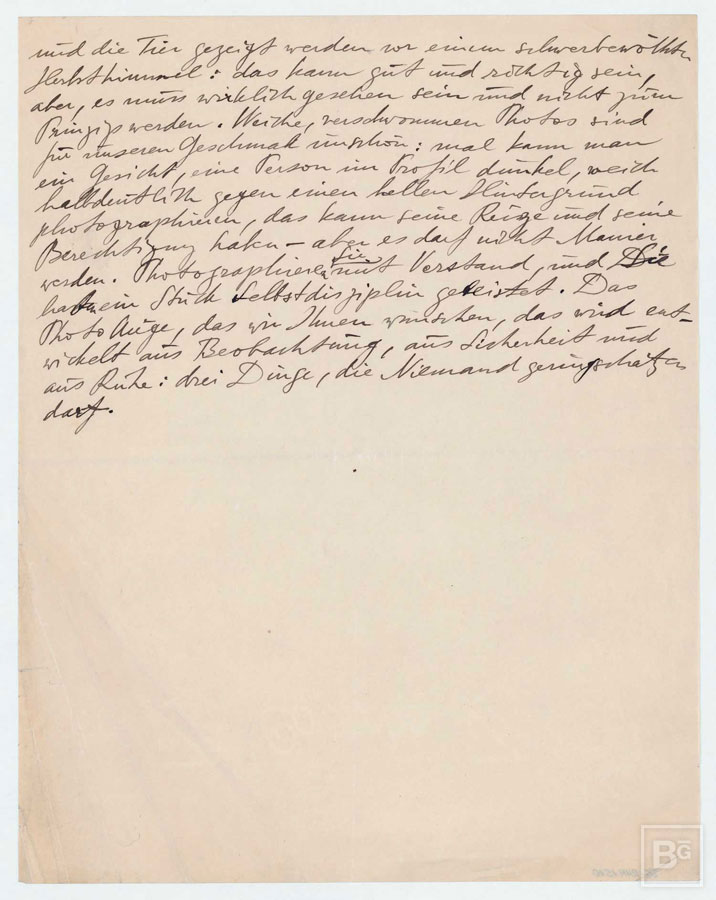 und die Tier gezeigt werden vor einem schwerbewölkten
Herbsthimmel: das kann gut und richtig sein,
aber, es muss wirklich gesehen sein und nicht zum
Prinzip werden. Weiche, verschwommen Photos sind
für unseren Geschmak unschön: mal kann man
ein Gesicht, eine Person im Profil dunkel, weich
halbdeutlich gegen einen hellen Hintergrund
photographieren, das kann seine Reize und seine
Berechtigung haben – aber es darf nicht Manier
werden. Photographieren Sie mit Verstand, und Sie
haben ein Stück Selbstdisziplin geleistet. Das
Photo Auge, das wir Ihnen wünschen, das wird ent-
wickelt aus Beobachtung, aus Sicherheit und
aus Ruhe: drei Dinge, die Niemand geringschätzen
darf.
BG